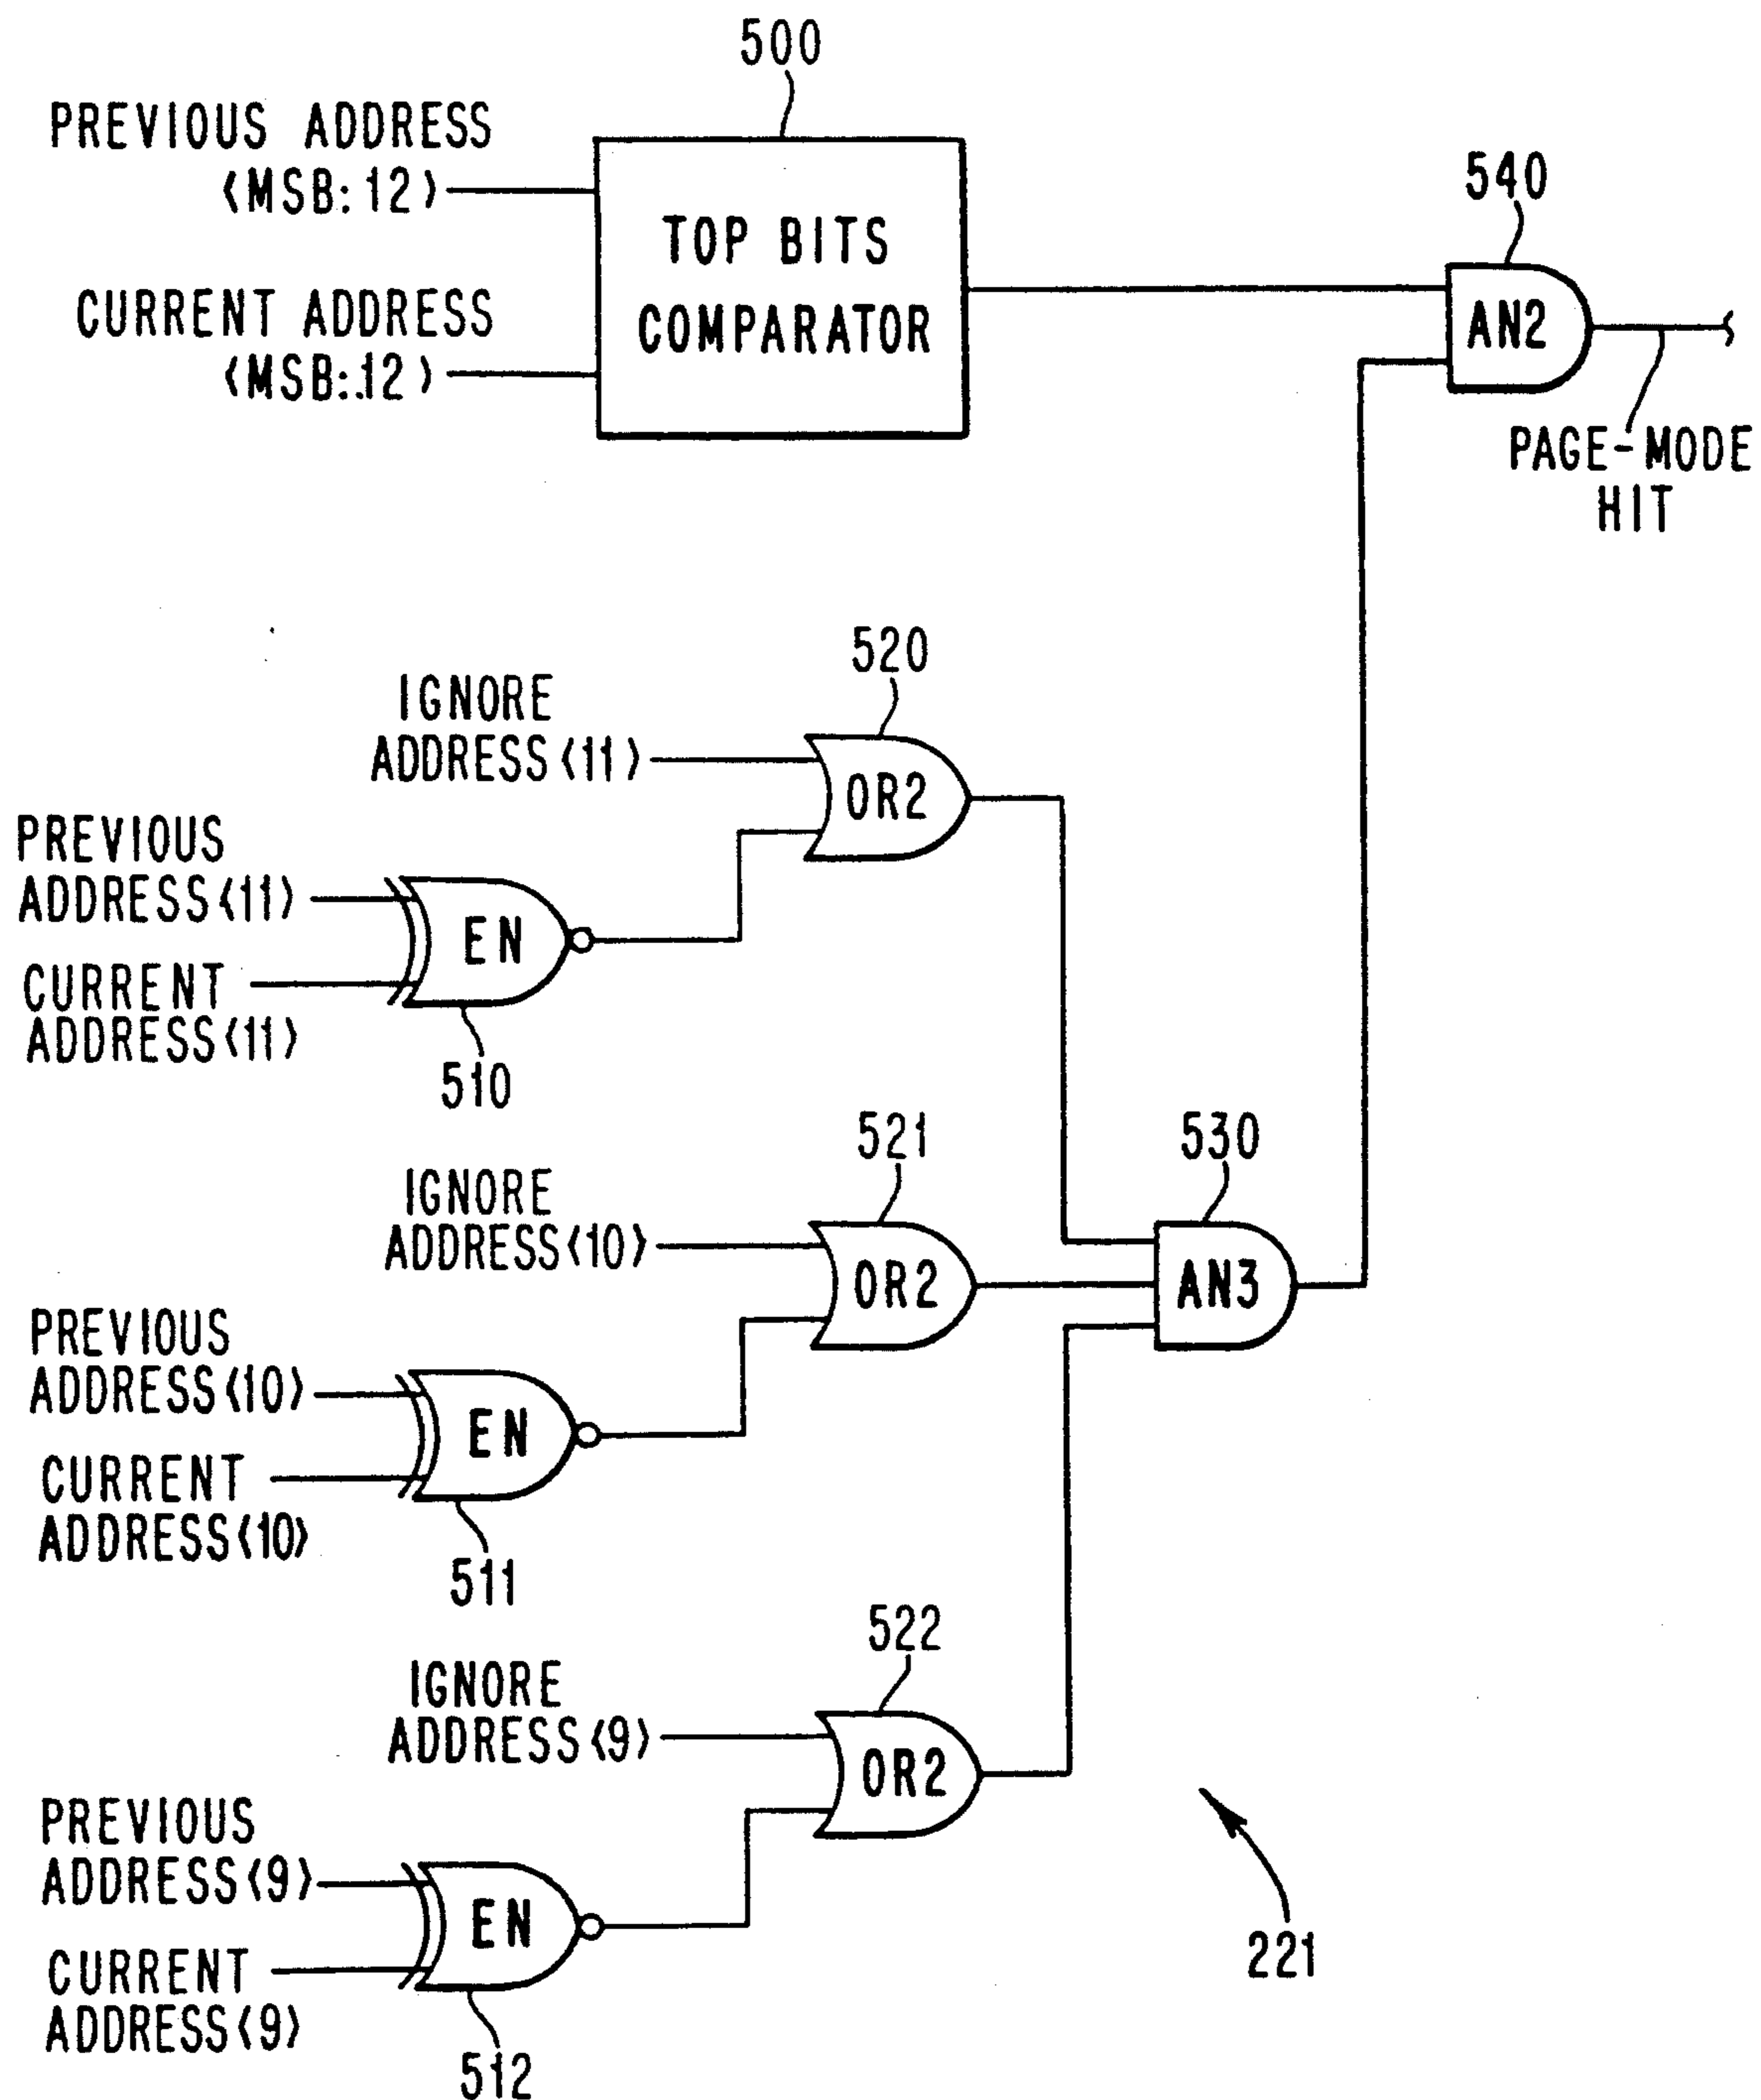 500
PREVIOUS ADDRESS
<MSB:12>
TOP BITS
COMPARATOR
CURRENT ADDRESS
<MSB:12>
540
AN2
PAGE-MODE
HIT
520
IGNORE
ADDRESS<11>
OR2
PREVIOUS
ADDRESS<11>
EN
CURRENT
ADDRESS<11>
510
521
530
IGNORE
ADDRESS<10>
OR2
AN3
PREVIOUS
ADDRESS<10>
EN
CURRENT
ADDRESS<10>
511
522
IGNORE
ADDRESS<9>
OR2
PREVIOUS
ADDRESS<9>
EN
CURRENT
ADDRESS<9>
512
221